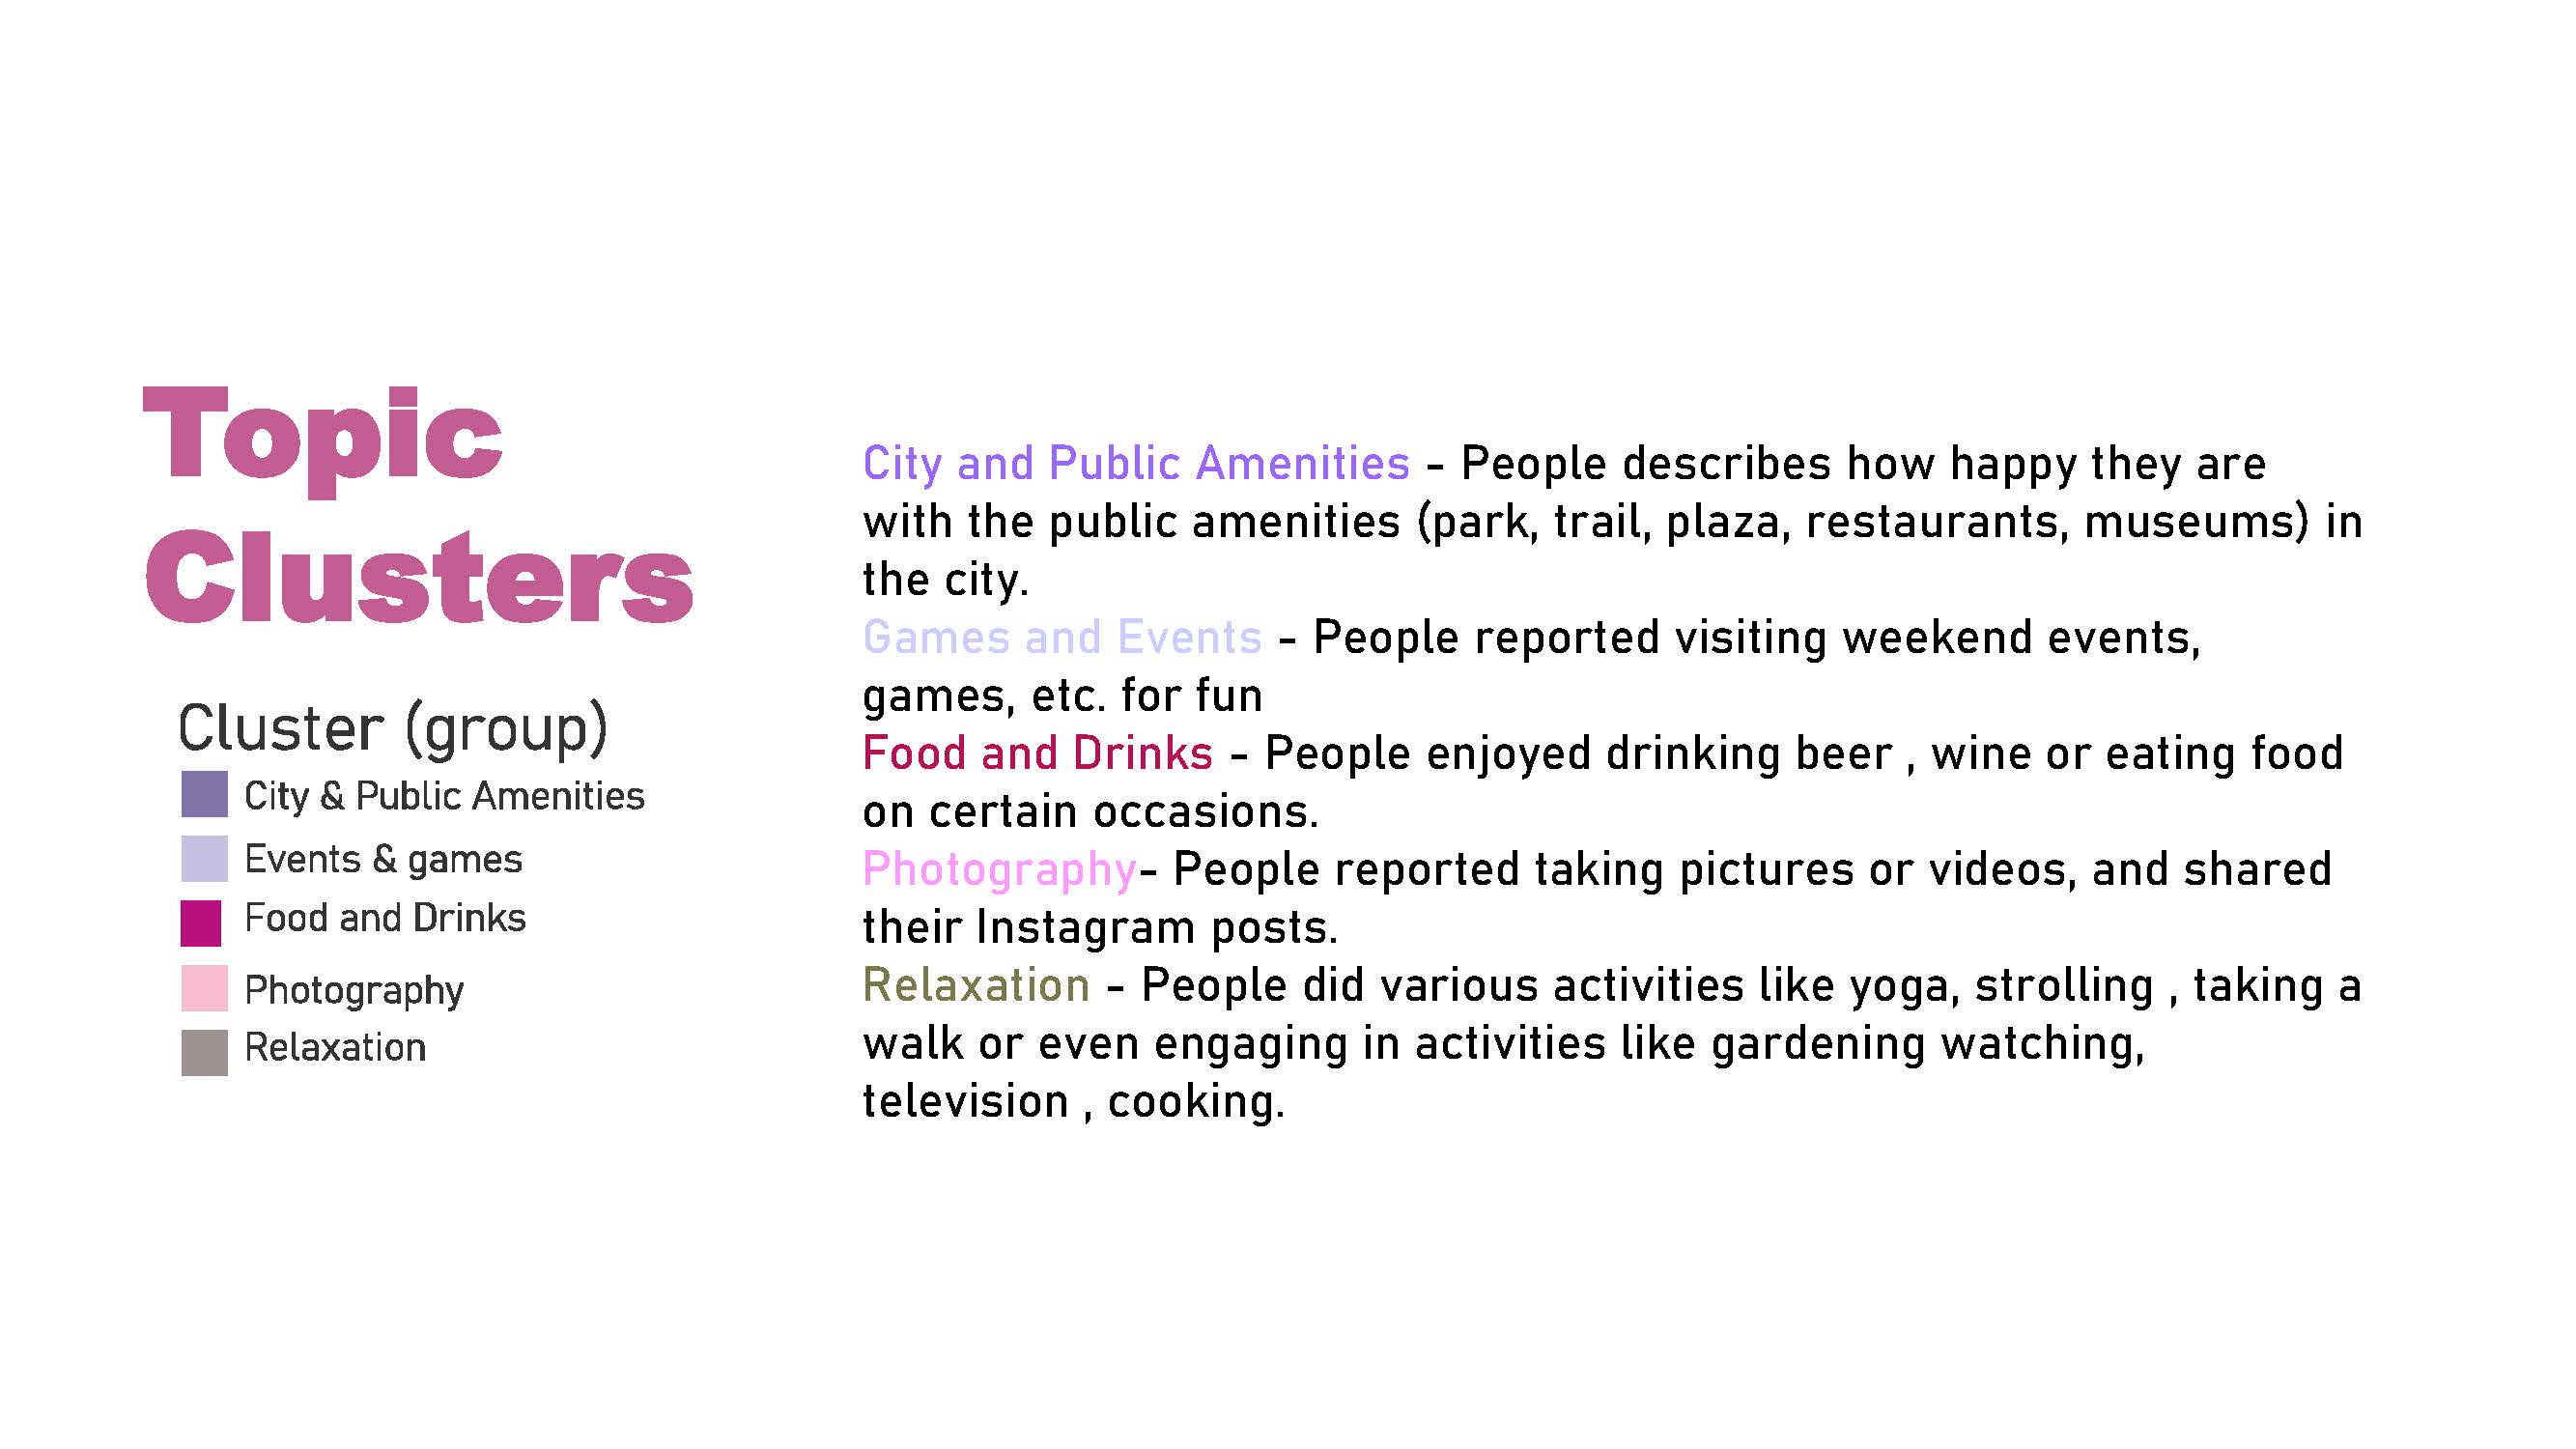 Topic
Clusters
Cluster (group)
City & Public Amenities
Events & games
Food and Drinks
Photography
Relaxation
City and Public Amenities - People describes how happy they are
with the public amenities (park, trail, plaza, restaurants, museums) in
the city.
Games and Events - People reported visiting weekend events,
games, etc. for fun
Food and Drinks - People enjoyed drinking beer , wine or eating food
on certain occasions.
Photography- People reported taking pictures or videos, and shared
their Instagram posts.
Relaxation - People did various activities like yoga, strolling , taking a
walk or even engaging in activities like gardening watching,
television , cooking.